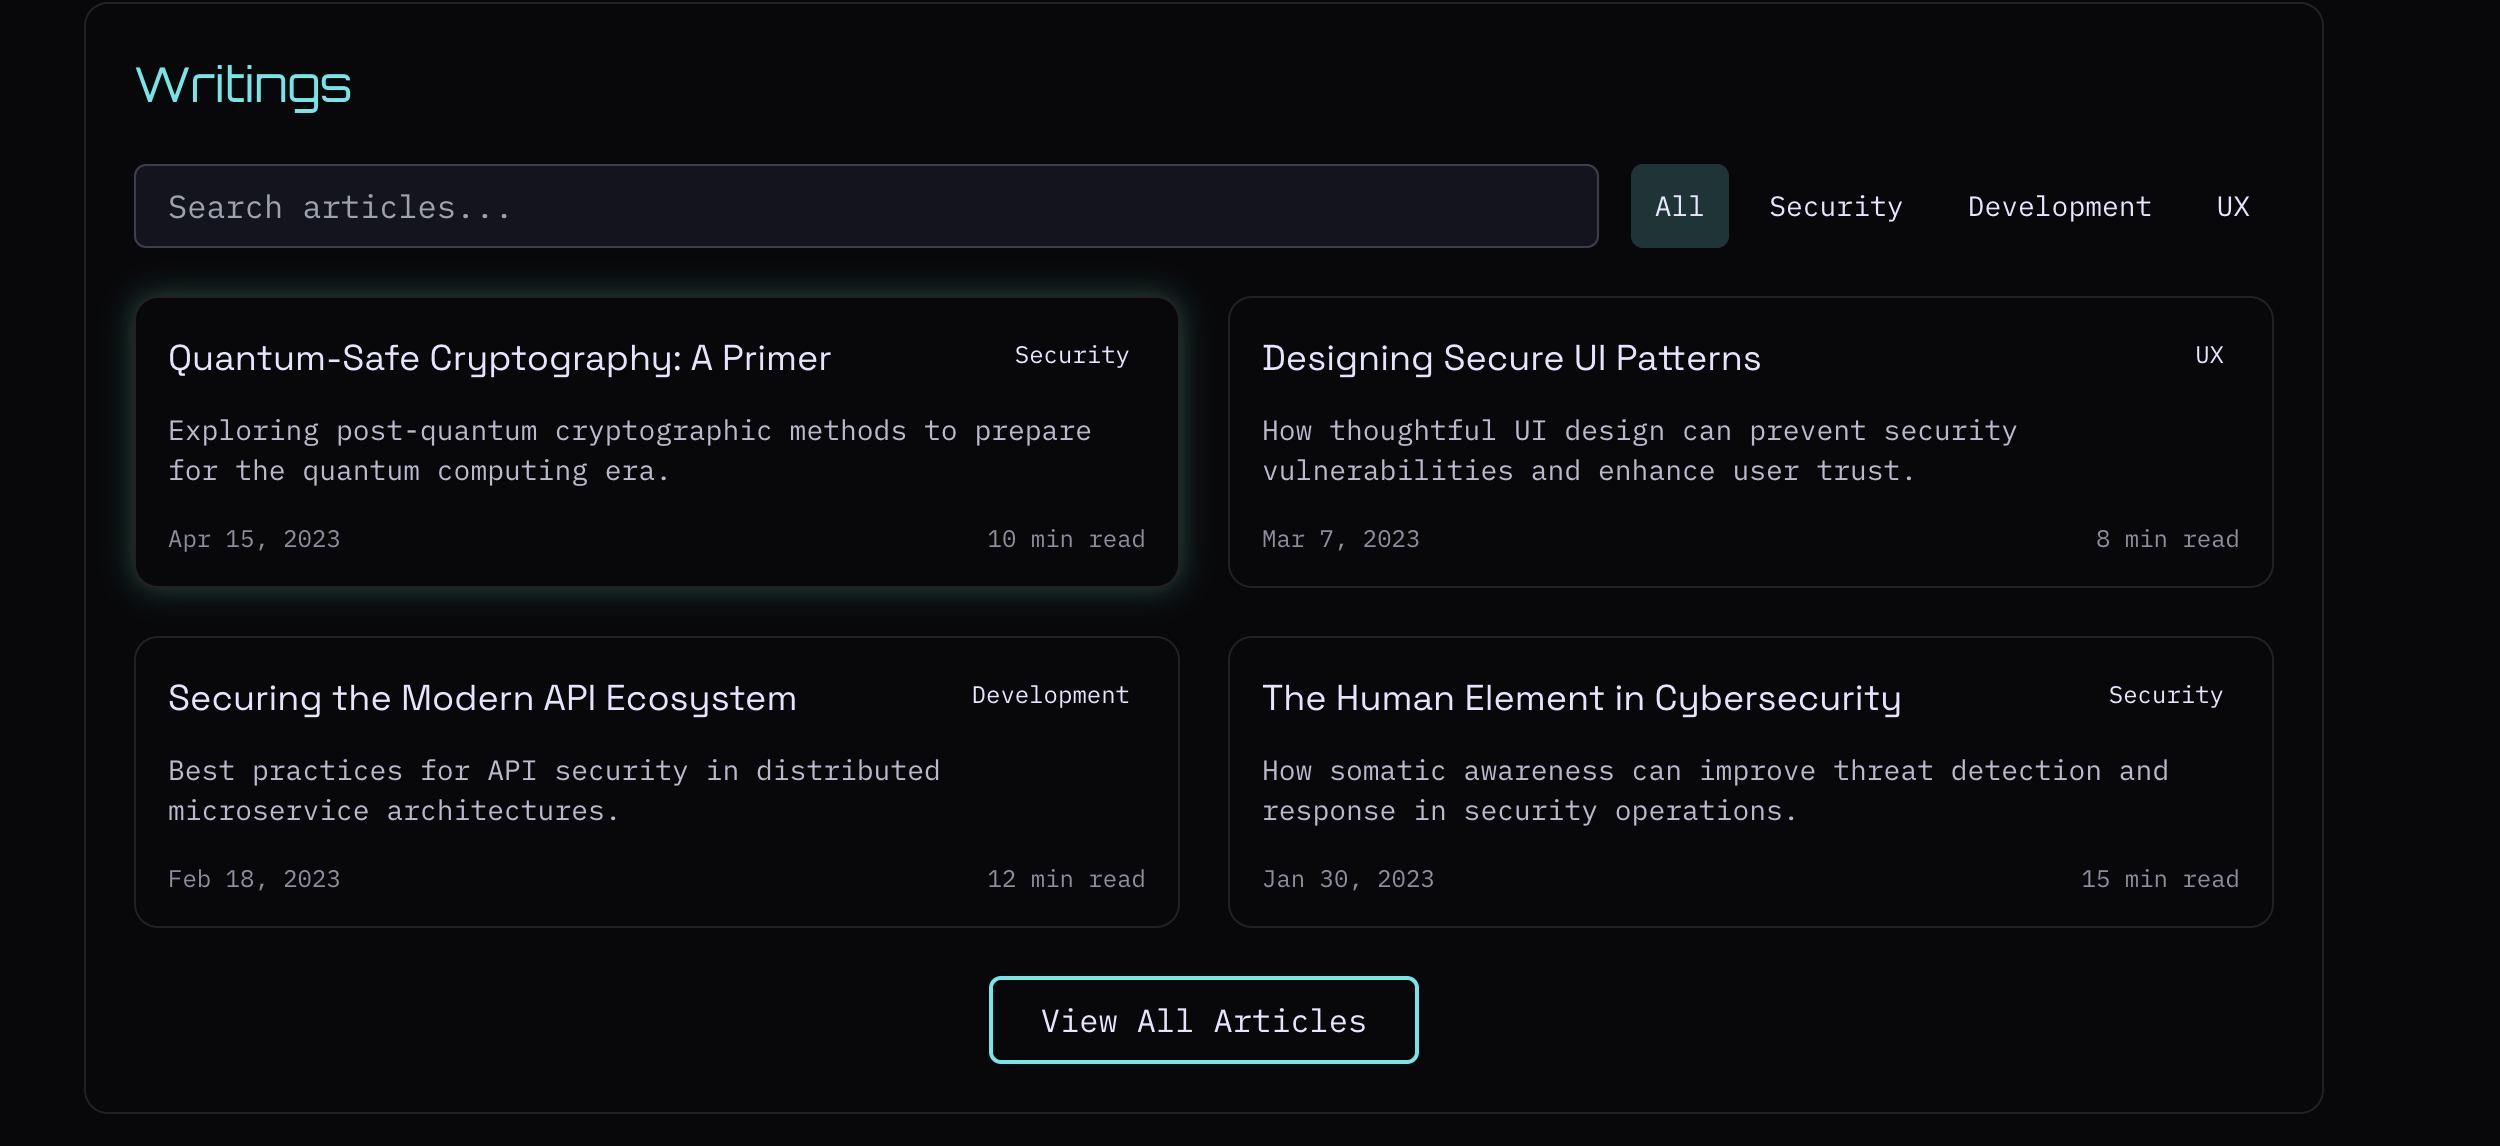 Writings
Search articles...
All
Security
Development
UX
Quantum-Safe Cryptography: A Primer
Security
Exploring post-quantum cryptographic methods to prepare
for the quantum computing era.
Apr 15, 2023
10 min read
Designing Secure UI Patterns
UX
How thoughtful UI design can prevent security
vulnerabilities and enhance user trust.
Mar 7, 2023
8 min read
Securing the Modern API Ecosystem
Development
Best practices for API security in distributed
microservice architectures.
Feb 18, 2023
12 min read
The Human Element in Cybersecurity
Security
How somatic awareness can improve threat detection and
response in security operations.
Jan 30, 2023
15 min read
View All Articles